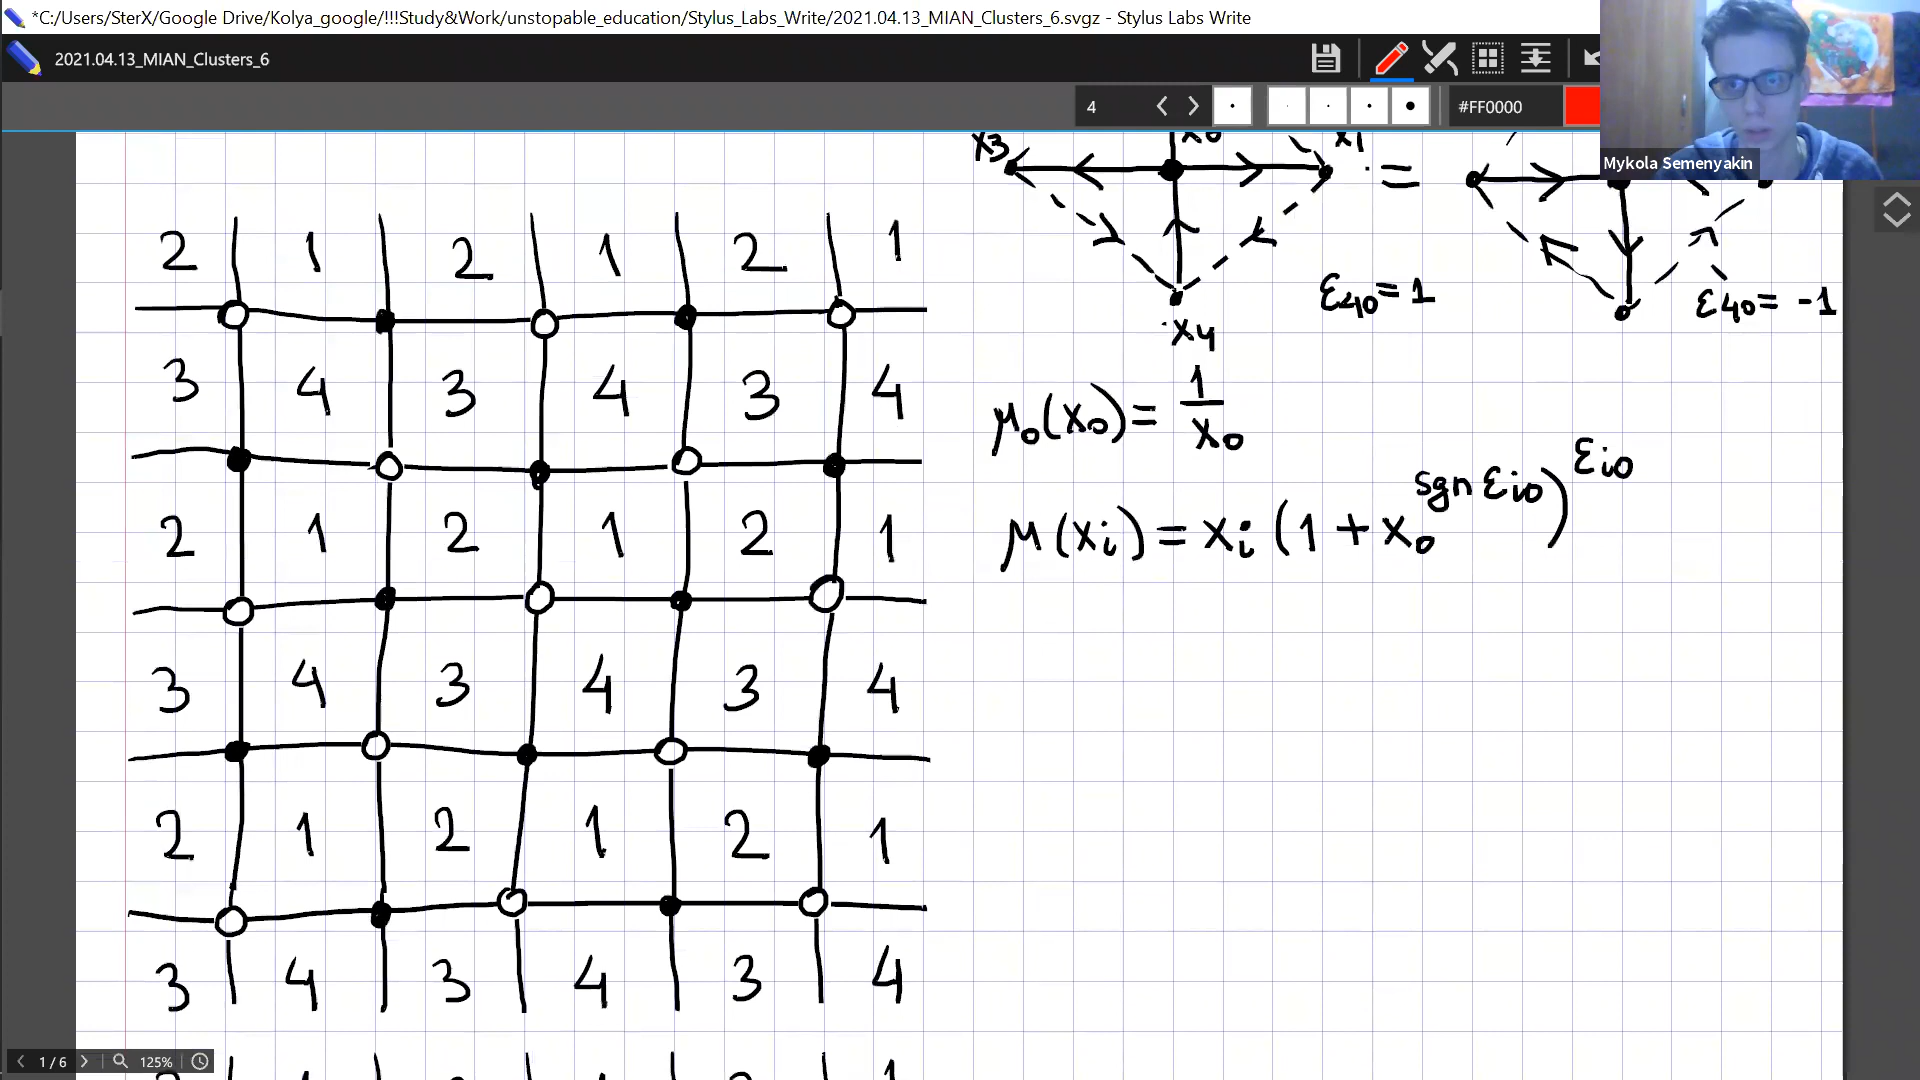 *C:/Users/SterX/Google Drive/Kolya_google/!!!Study&Work/unstopable_education/Stylus_Labs_Write/2021.04.13_MIAN_Clusters_6.svgz - Stylus Labs Write
2021.04.13_MIAN_Clusters_6
4
#FF0000
Mykola Semenyakin
x3 x0 x1
=
ε40 = 1
ε40 = -1
x4
2 1 2 1 2 1
3 4 3 4 3 4
2 1 2 1 2 1
3 4 3 4 3 4
2 1 2 1 2 1
3 4 3 4 3 4
μ0(x0) = 1/x0
μ(xi) = xi (1 + x0^(sgn εi0))^(εi0)
1 / 6
125%